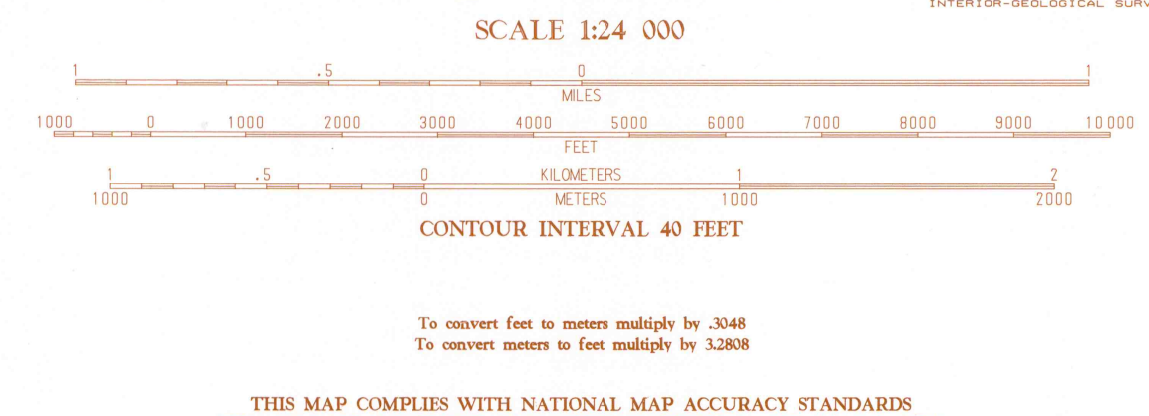 INTERIOR-GEOLOGICAL SURV
SCALE 1:24 000
1 .5 0 1
MILES
1000 0 1000 2000 3000 4000 5000 6000 7000 8000 9000 10 000
FEET
1 .5 0 KILOMETERS 1 2
1000 0 METERS 1000 2000
CONTOUR INTERVAL 40 FEET
To convert feet to meters multiply by .3048
To convert meters to feet multiply by 3.2808
THIS MAP COMPLIES WITH NATIONAL MAP ACCURACY STANDARDS